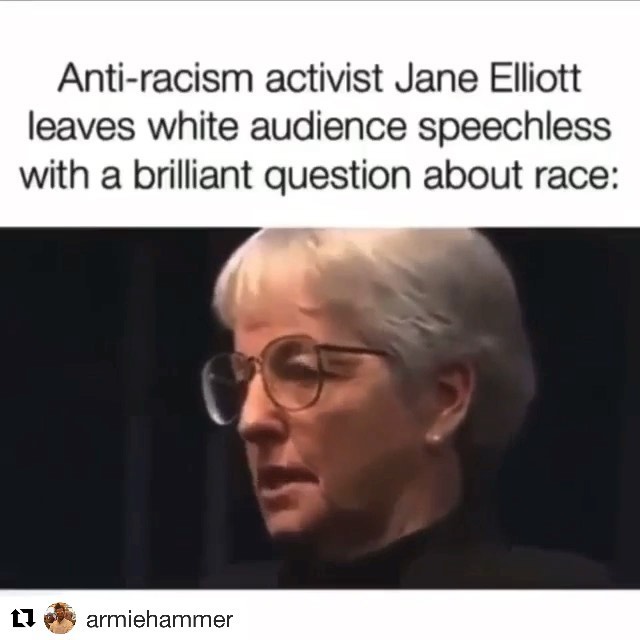 Anti-racism activist Jane Elliott
leaves white audience speechless
with a brilliant question about race:
armiehammer